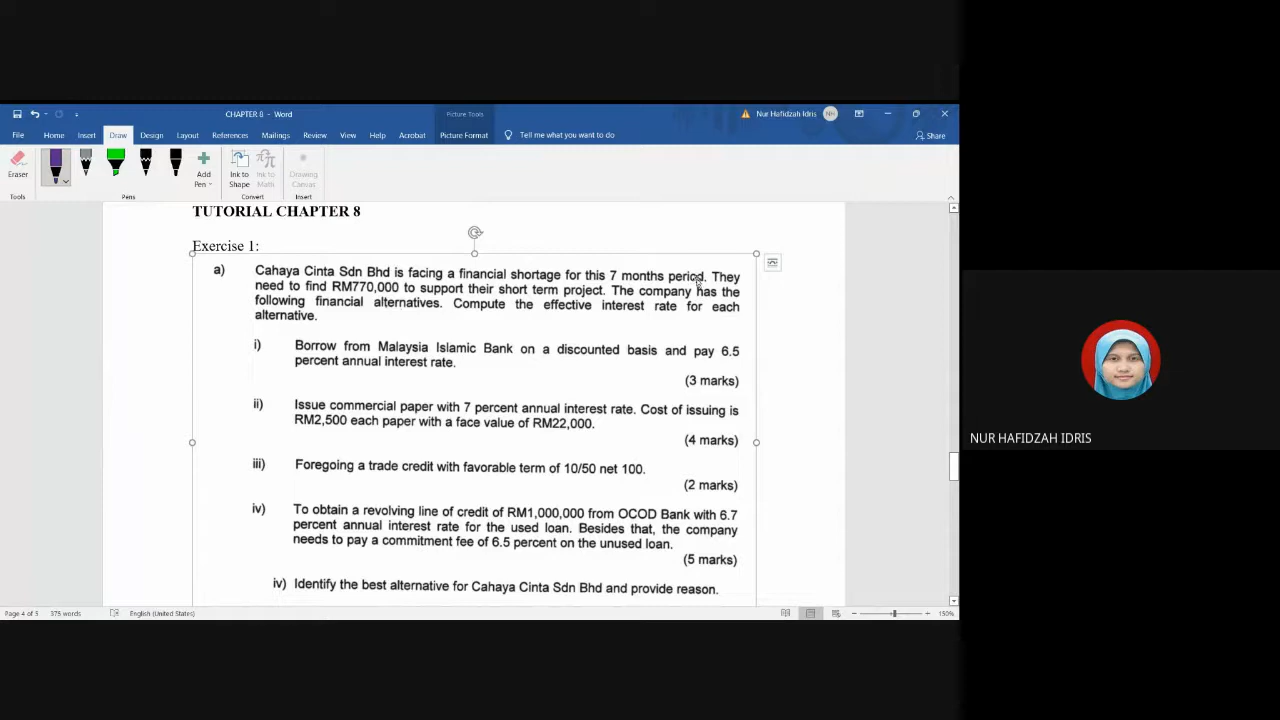 CHAPTER 8 - Word
Picture Tools
Nur Hafidzah Idris
NH
File Home Insert Draw Design Layout References Mailings Review View Help Acrobat Picture Format Tell me what you want to do Share
Eraser
Add Pen
Ink to Shape
Ink to Math
Drawing Canvas
Tools Pens Convert Insert
TUTORIAL CHAPTER 8
Exercise 1:
a) Cahaya Cinta Sdn Bhd is facing a financial shortage for this 7 months period. They
need to find RM770,000 to support their short term project. The company has the
following financial alternatives. Compute the effective interest rate for each
alternative.
i) Borrow from Malaysia Islamic Bank on a discounted basis and pay 6.5
percent annual interest rate.
(3 marks)
ii) Issue commercial paper with 7 percent annual interest rate. Cost of issuing is
RM2,500 each paper with a face value of RM22,000.
(4 marks)
iii) Foregoing a trade credit with favorable term of 10/50 net 100.
(2 marks)
iv) To obtain a revolving line of credit of RM1,000,000 from OCOD Bank with 6.7
percent annual interest rate for the used loan. Besides that, the company
needs to pay a commitment fee of 6.5 percent on the unused loan.
(5 marks)
iv) Identify the best alternative for Cahaya Cinta Sdn Bhd and provide reason.
Page 4 of 5 375 words English (United States) 150%
NUR HAFIDZAH IDRIS